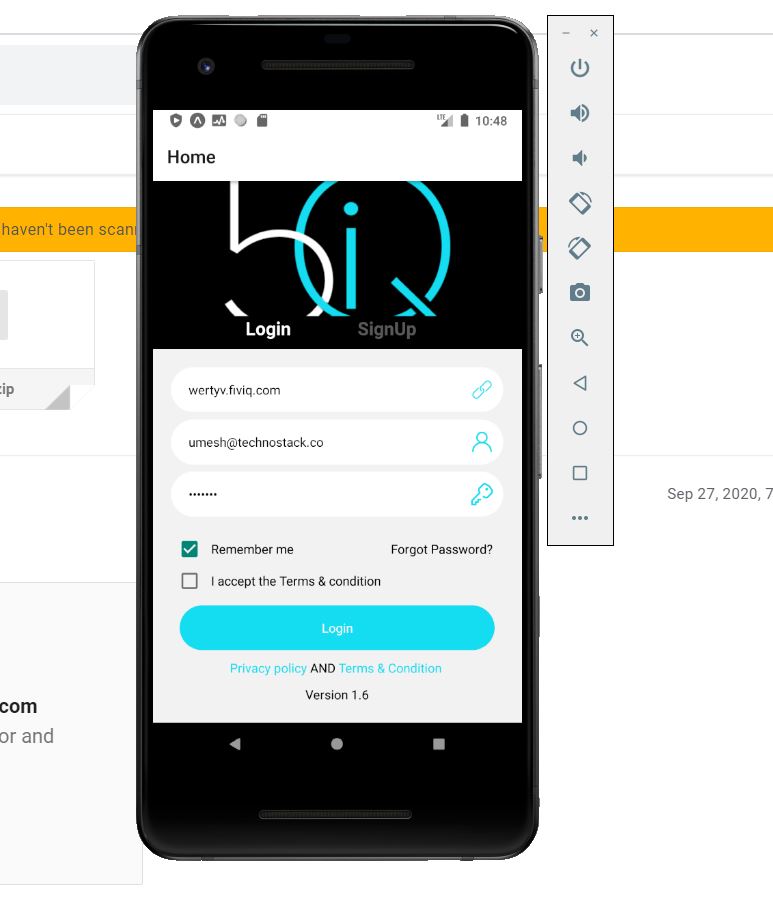 LTE 10:48
Home
haven't been scan
5iQ
Login SignUp
wertyv.fiviq.com
umesh@technostack.co
•••••••
Remember me Forgot Password?
I accept the Terms & condition
Login
Privacy policy AND Terms & Condition
Version 1.6
zip
Sep 27, 2020, 7
com
or and